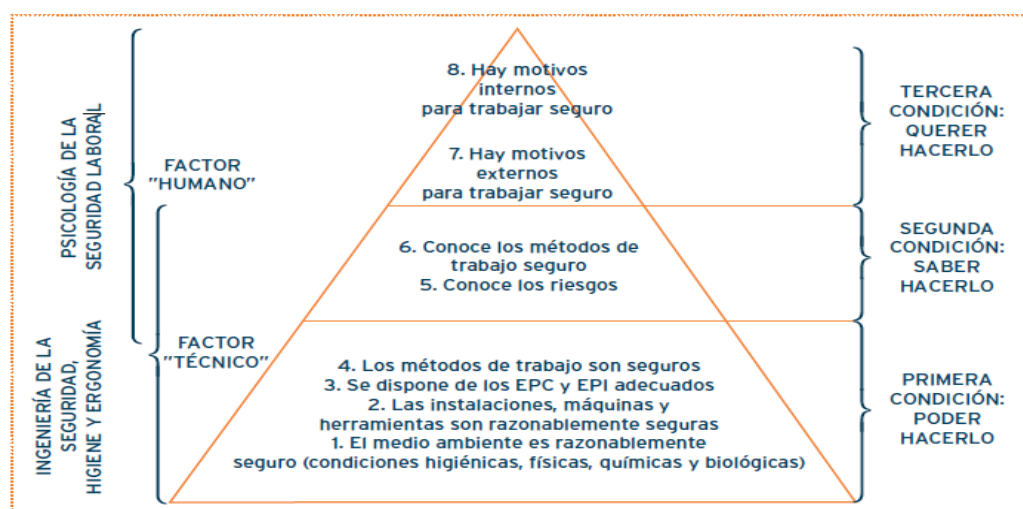 PSICOLOGÍA DE LA
SEGURIDAD LABORAL
INGENIERÍA DE LA
SEGURIDAD,
HIGIENE Y ERGONOMÍA
FACTOR
"HUMANO"
FACTOR
"TÉCNICO"
8. Hay motivos
internos
para trabajar seguro
7. Hay motivos
externos
para trabajar seguro
6. Conoce los métodos de
trabajo seguro
5. Conoce los riesgos
4. Los métodos de trabajo son seguros
3. Se dispone de los EPC y EPI adecuados
2. Las instalaciones, máquinas y
herramientas son razonablemente seguras
1. El medio ambiente es razonablemente
seguro (condiciones higiénicas, físicas, químicas y biológicas)
TERCERA
CONDICIÓN:
QUERER
HACERLO
SEGUNDA
CONDICIÓN:
SABER
HACERLO
PRIMERA
CONDICIÓN:
PODER
HACERLO